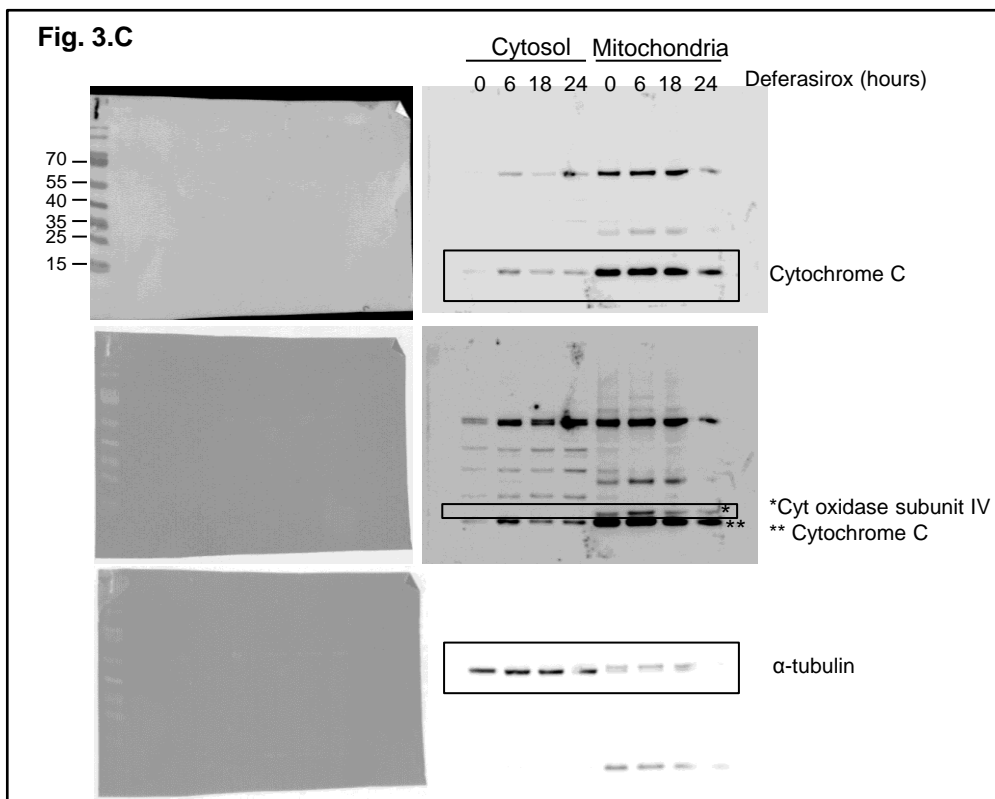 Fig. 3.C
Cytosol Mitochondria
0 6 18 24 0 6 18 24 Deferasirox (hours)
70
55
40
35
25
15
Cytochrome C
*
*Cyt oxidase subunit IV
**
** Cytochrome C
α-tubulin